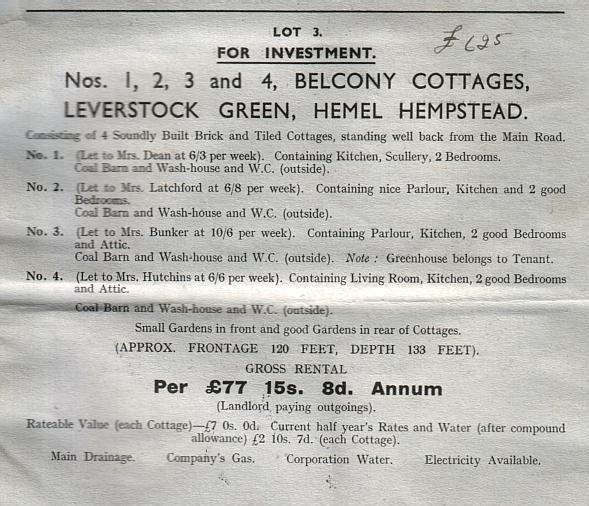 LOT 3.
£625
FOR INVESTMENT.
Nos. 1, 2, 3 and 4, BELCONY COTTAGES,
LEVERSTOCK GREEN, HEMEL HEMPSTEAD.
Consisting of 4 Soundly Built Brick and Tiled Cottages, standing well back from the Main Road.
No. 1. (Let to Mrs. Dean at 6/3 per week). Containing Kitchen, Scullery, 2 Bedrooms.
Coal Barn and Wash-house and W.C. (outside).
No. 2. (Let to Mrs. Latchford at 6/8 per week). Containing nice Parlour, Kitchen and 2 good
Bedrooms.
Coal Barn and Wash-house and W.C. (outside).
No. 3. (Let to Mrs. Bunker at 10/6 per week). Containing Parlour, Kitchen, 2 good Bedrooms
and Attic.
Coal Barn and Wash-house and W.C. (outside). Note : Greenhouse belongs to Tenant.
No. 4. (Let to Mrs. Hutchins at 6/6 per week). Containing Living Room, Kitchen, 2 good Bedrooms
and Attic.
Coal Barn and Wash-house and W.C. (outside).
Small Gardens in front and good Gardens in rear of Cottages.
(APPROX. FRONTAGE 120 FEET, DEPTH 133 FEET).
GROSS RENTAL
Per £77 15s. 8d. Annum
(Landlord paying outgoings).
Rateable Value (each Cottage)—£7 0s. 0d. Current half year's Rates and Water (after compound
allowance) £2 10s. 7d. (each Cottage).
Main Drainage. Company's Gas. Corporation Water. Electricity Available.